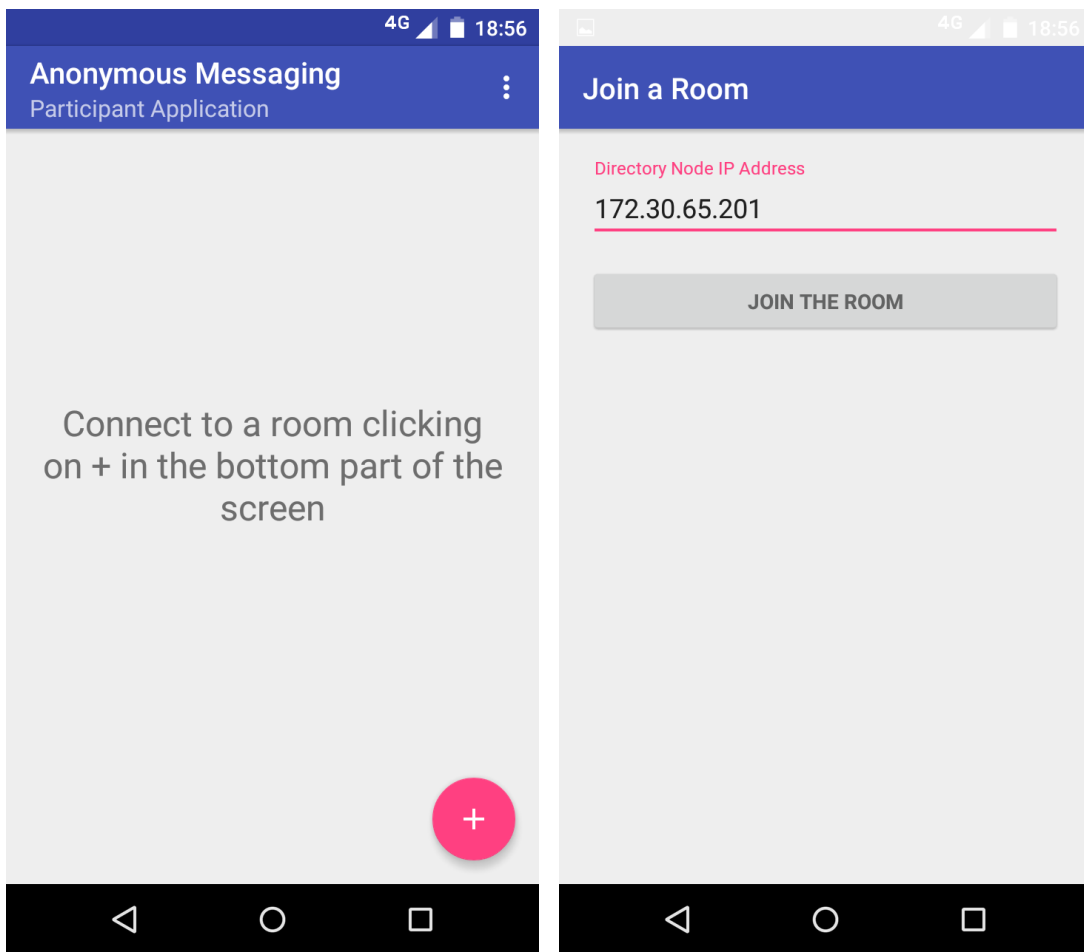 4G 18:56
Anonymous Messaging
Participant Application
Connect to a room clicking
on + in the bottom part of the
screen
+
4G 18:56
Join a Room
Directory Node IP Address
172.30.65.201
JOIN THE ROOM